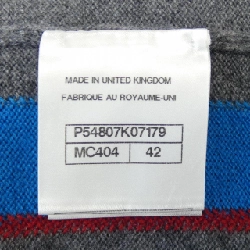 MADE IN UNITED KINGDOM
FABRIQUE AU ROYAUME-UNI
P54807K07179
MC404 42